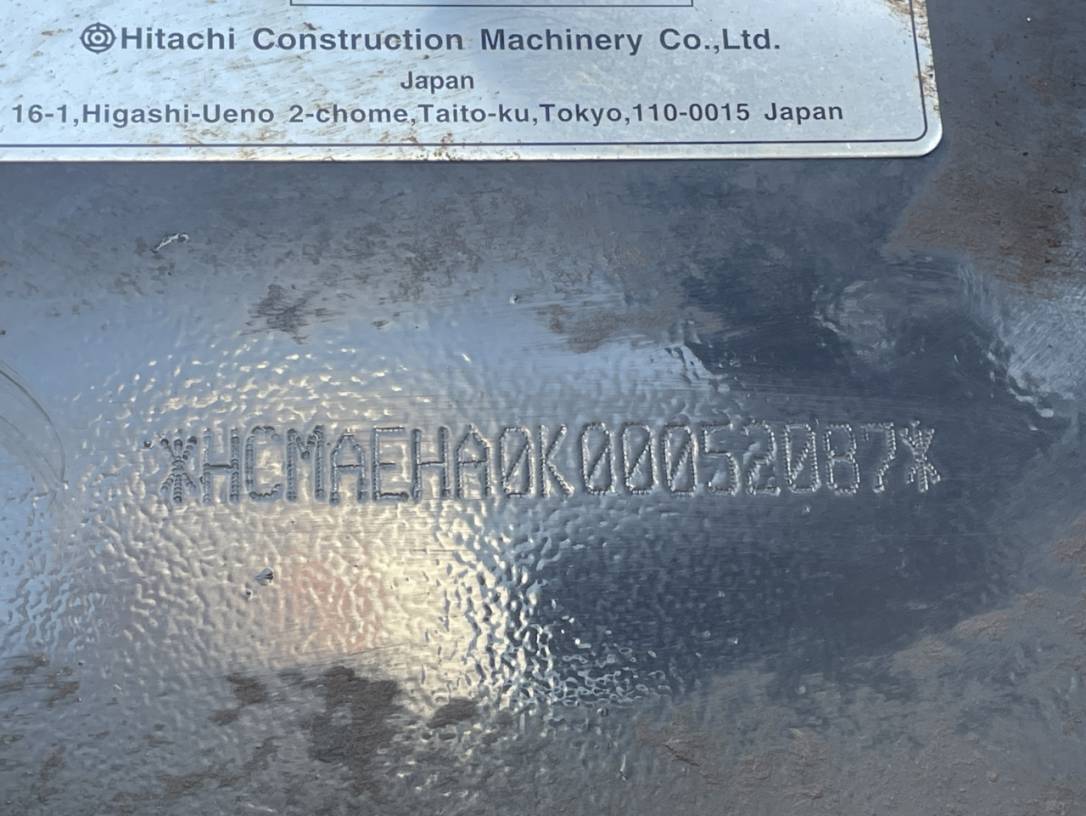 Hitachi Construction Machinery Co.,Ltd.
Japan
16-1,Higashi-Ueno 2-chome,Taito-ku,Tokyo,110-0015 Japan
*HCMAEHA0K00052087*